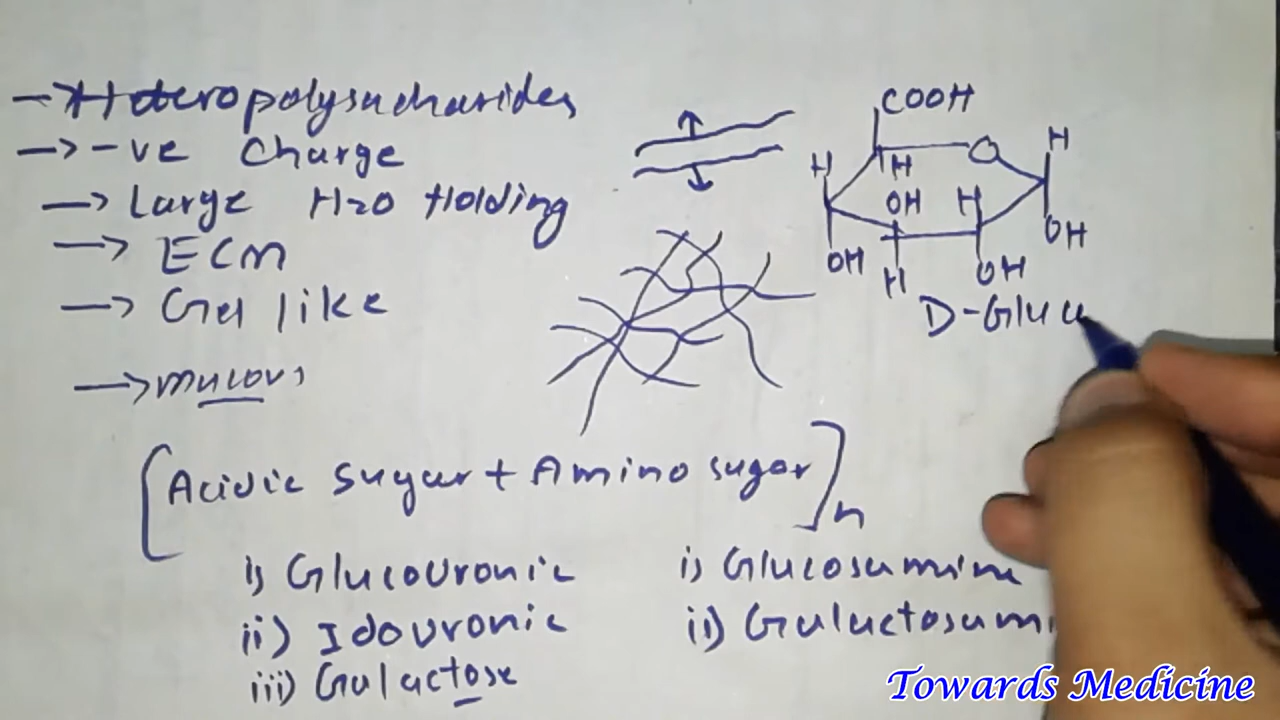 → Heteropolysacharides
→ -ve Charge
→ Large H2O Holding
→ ECM
→ Gel like
→ mucous
[Acidic sugar + Amino sugar]n
i) Glucouronic
ii) Idouronic
iii) Galactose
i) Glucosamine
ii) Galactosami
COOH
O
H
H
H
OH
H
OH
H
OH
OH
D-Gluc
Towards Medicine